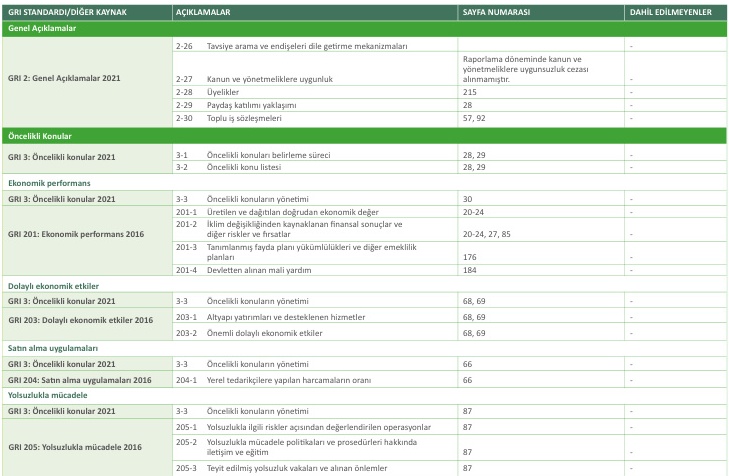 GRI STANDARDI/DİĞER KAYNAK AÇIKLAMALAR SAYFA NUMARASI DAHİL EDİLMEYENLER
Genel Açıklamalar
GRI 2: Genel Açıklamalar 2021
2-26 Tavsiye arama ve endişeleri dile getirme mekanizmaları -
2-27 Kanun ve yönetmeliklere uygunluk
Raporlama döneminde kanun ve
yönetmeliklere uygunsuzluk cezası
alınmamıştır. -
2-28 Üyelikler 215 -
2-29 Paydaş katılımı yaklaşımı 28 -
2-30 Toplu iş sözleşmeleri 57, 92 -
Öncelikli Konular
GRI 3: Öncelikli konular 2021
3-1 Öncelikli konuları belirleme süreci 28, 29 -
3-2 Öncelikli konu listesi 28, 29 -
Ekonomik performans
GRI 3: Öncelikli konular 2021 3-3 Öncelikli konuların yönetimi 30 -
GRI 201: Ekonomik performans 2016
201-1 Üretilen ve dağıtılan doğrudan ekonomik değer 20-24 -
201-2 İklim değişikliğinden kaynaklanan finansal sonuçlar ve
diğer riskler ve fırsatlar 20-24, 27, 85 -
201-3 Tanımlanmış fayda planı yükümlülükleri ve diğer emeklilik
planları 176 -
201-4 Devletten alınan mali yardım 184 -
Dolaylı ekonomik etkiler
GRI 3: Öncelikli konular 2021 3-3 Öncelikli konuların yönetimi 68, 69 -
GRI 203: Dolaylı ekonomik etkiler 2016
203-1 Altyapı yatırımları ve desteklenen hizmetler 68, 69 -
203-2 Önemli dolaylı ekonomik etkiler 68, 69 -
Satın alma uygulamaları
GRI 3: Öncelikli konular 2021 3-3 Öncelikli konuların yönetimi 66 -
GRI 204: Satın alma uygulamaları 2016 204-1 Yerel tedarikçilere yapılan harcamaların oranı 66 -
Yolsuzlukla mücadele
GRI 3: Öncelikli konular 2021 3-3 Öncelikli konuların yönetimi 87 -
GRI 205: Yolsuzlukla mücadele 2016
205-1 Yolsuzlukla ilgili riskler açısından değerlendirilen operasyonlar 87 -
205-2 Yolsuzlukla mücadele politikaları ve prosedürleri hakkında
iletişim ve eğitim 87 -
205-3 Teyit edilmiş yolsuzluk vakaları ve alınan önlemler 87 -